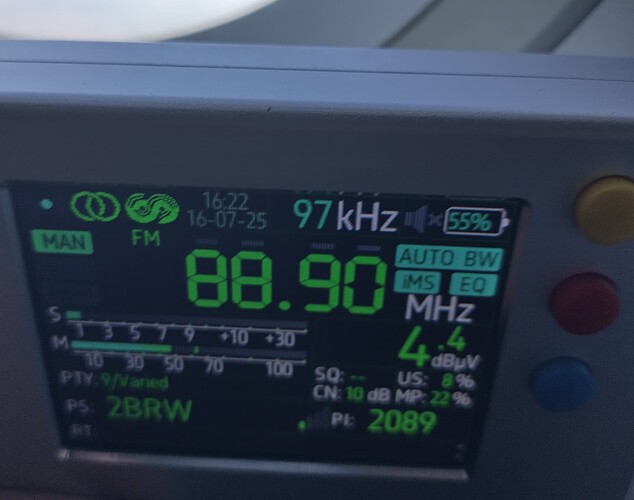 16:22
16-07-25
97 kHz
55%
MAN
FM
88.90
AUTO BW
iMS EQ
MHz
S
1 3 5 7 9 +10 +30
M
10 30 50 70 100
4.4
dBµV
SQ: -- US: 8%
CN: 10 dB MP: 22%
PTY: 9/Varied
PS: 2BRW
PI: 2089
RT: